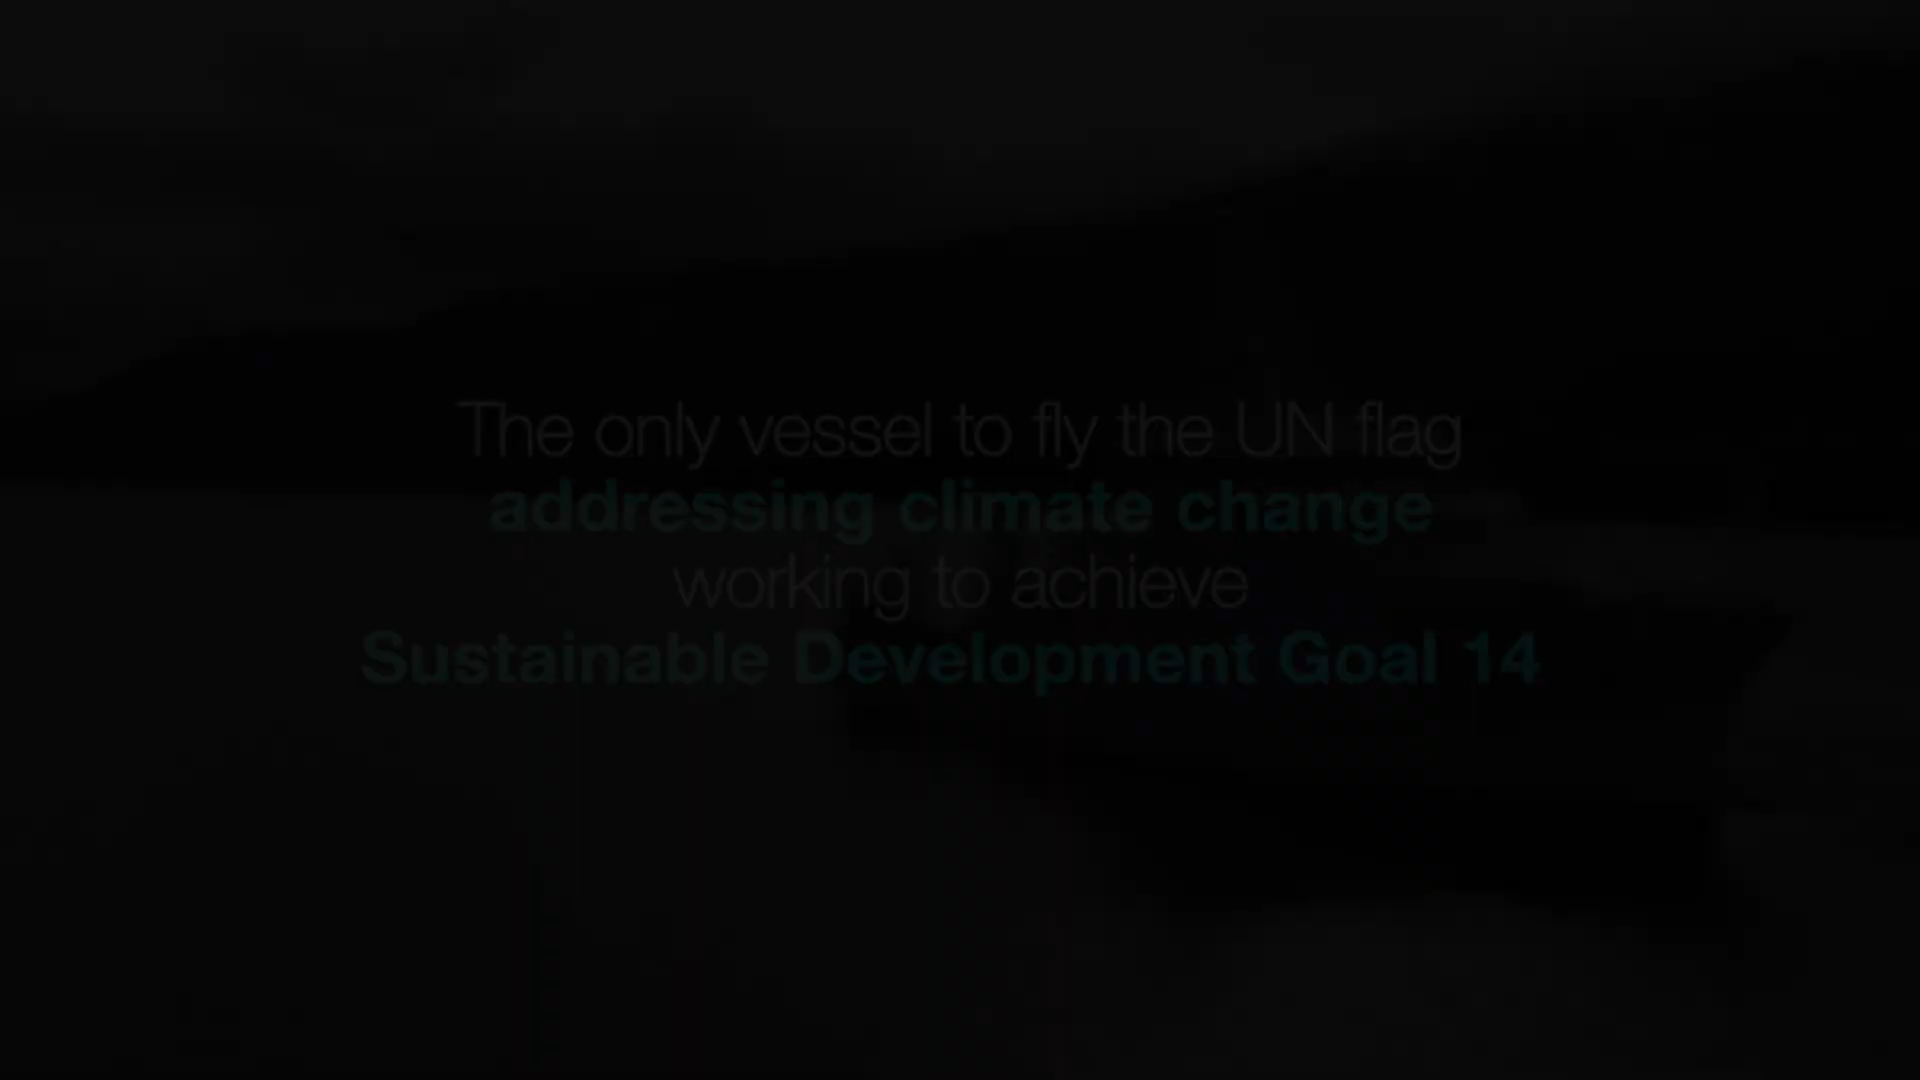 The only vessel to fly the UN flag
addressing climate change
working to achieve
Sustainable Development Goal 14